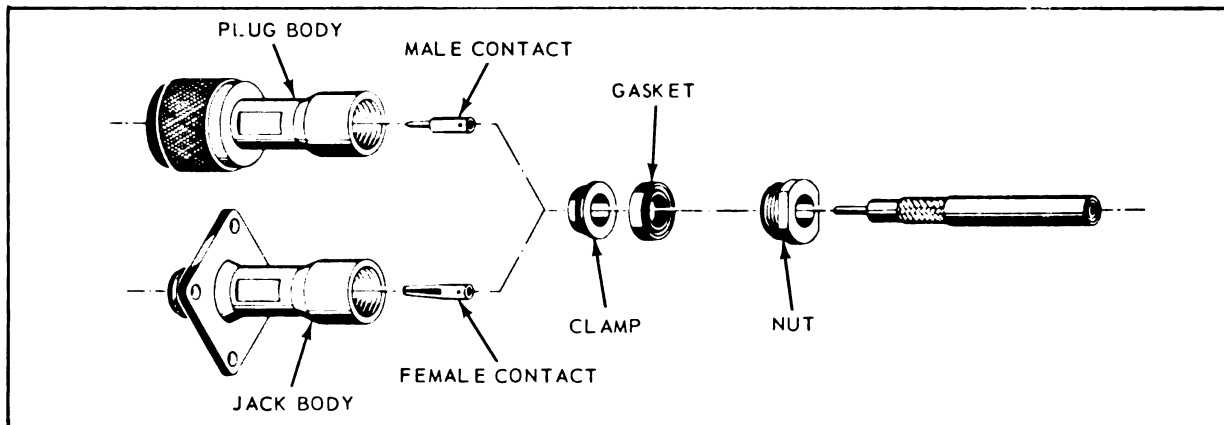 PLUG BODY
MALE CONTACT
GASKET
CLAMP
NUT
FEMALE CONTACT
JACK BODY